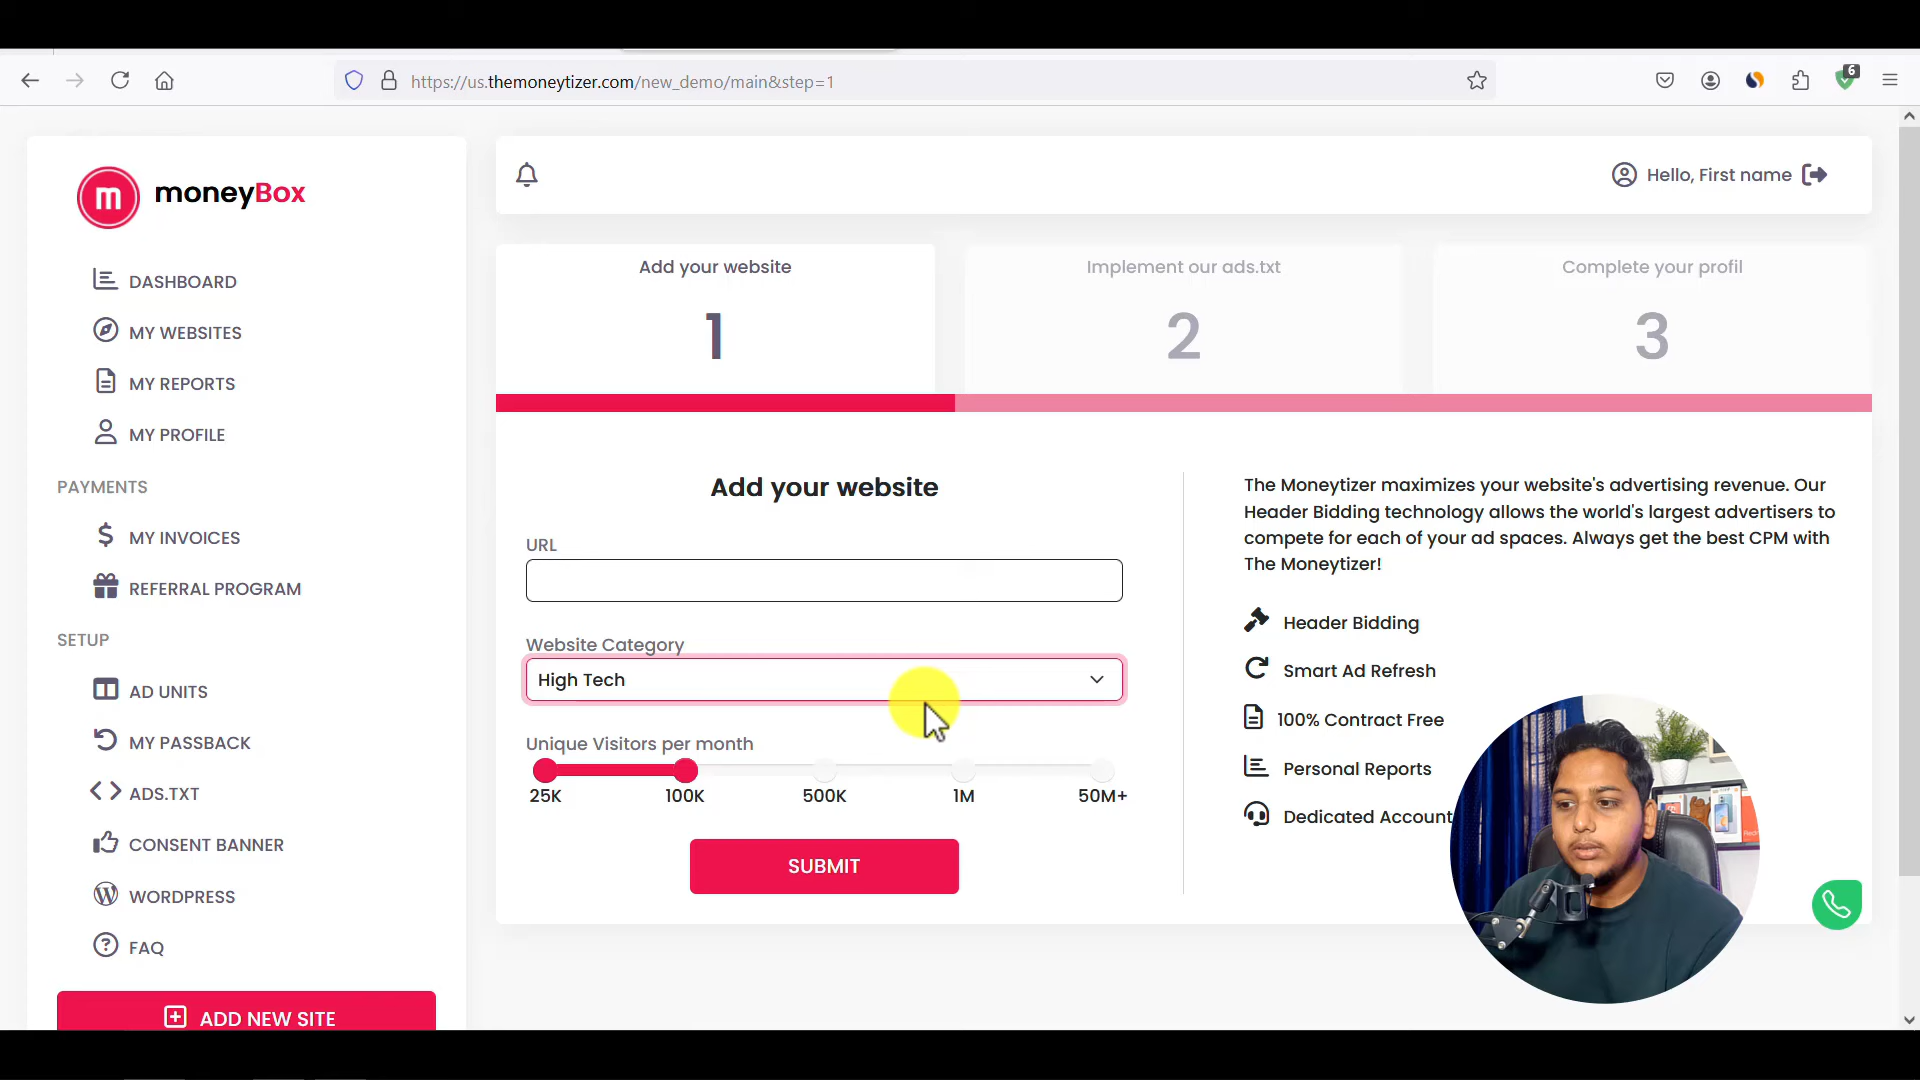 https://us.themoneytizer.com/new_demo/main&step=1
6
m moneyBox
DASHBOARD
MY WEBSITES
MY REPORTS
MY PROFILE
PAYMENTS
MY INVOICES
REFERRAL PROGRAM
SETUP
AD UNITS
MY PASSBACK
ADS.TXT
CONSENT BANNER
WORDPRESS
FAQ
ADD NEW SITE
Hello, First name
Add your website
1
Implement our ads.txt
2
Complete your profil
3
Add your website
URL
Website Category
High Tech
Unique Visitors per month
25K 100K 500K 1M 50M+
SUBMIT
The Moneytizer maximizes your website's advertising revenue. Our
Header Bidding technology allows the world's largest advertisers to
compete for each of your ad spaces. Always get the best CPM with
The Moneytizer!
Header Bidding
Smart Ad Refresh
100% Contract Free
Personal Reports
Dedicated Account